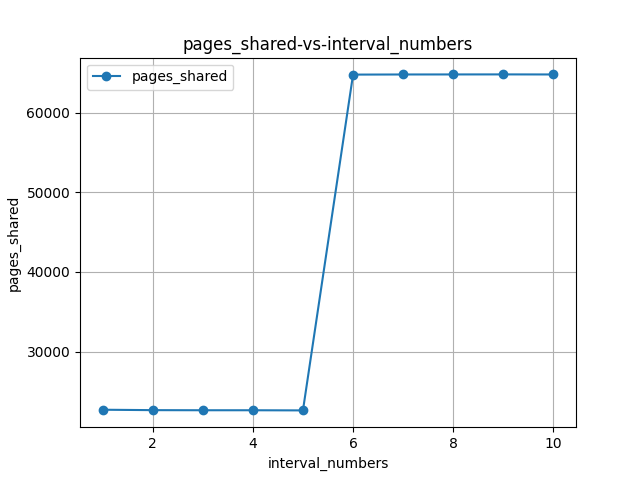 pages_shared-vs-interval_numbers
pages_shared
60000
50000
40000
30000
pages_shared
2 4 6 8 10
interval_numbers